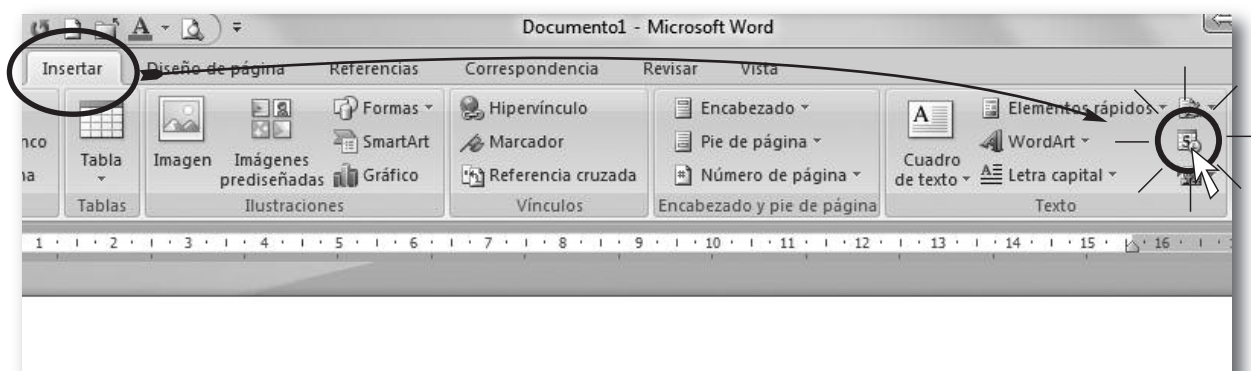 Documento1 - Microsoft Word
Insertar Diseño de página Referencias Correspondencia Revisar Vista
Formas Hipervínculo Encabezado Elementos rápidos
nco Tabla Imagen Imágenes prediseñadas SmartArt Marcador Pie de página Cuadro de texto WordArt
na Gráfico Referencia cruzada Número de página Letra capital
Tablas Ilustraciones Vínculos Encabezado y pie de página Texto
1 2 3 4 5 6 7 8 9 10 11 12 13 14 15 16